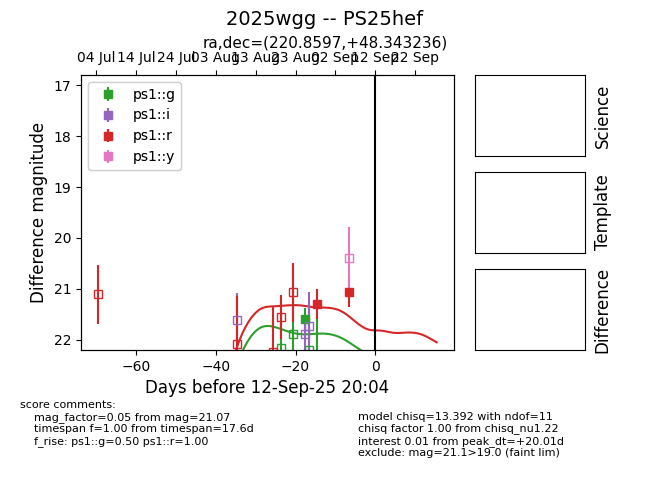 2025wgg -- PS25hef
ra,dec=(220.8597,+48.343236)
04 Jul 14 Jul 24 Jul 03 Aug 13 Aug 23 Aug 02 Sep 12 Sep 22 Sep
17
18
19
20
21
22
Difference magnitude
ps1::g
ps1::i
ps1::r
ps1::y
−60 −40 −20 0
Days before 12-Sep-25 20:04
Science
Template
Difference
score comments:
mag_factor=0.05 from mag=21.07
timespan f=1.00 from timespan=17.6d
f_rise: ps1::g=0.50 ps1::r=1.00
model chisq=13.392 with ndof=11
chisq factor 1.00 from chisq_nu1.22
interest 0.01 from peak_dt=+20.01d
exclude: mag=21.1>19.0 (faint lim)